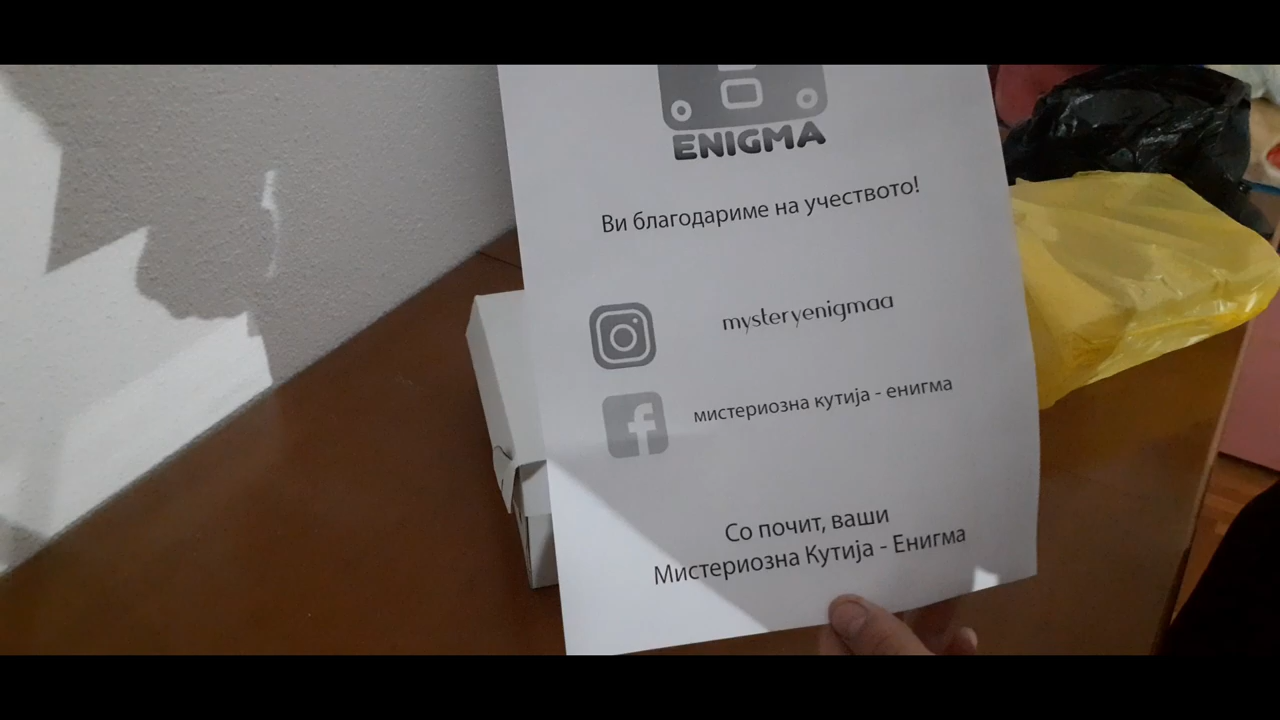 ENIGMA
Ви благодариме на учеството!
mysteryenigmaa
мистериозна кутија - енигма
Со почит, ваши
Мистериозна Кутија - Енигма